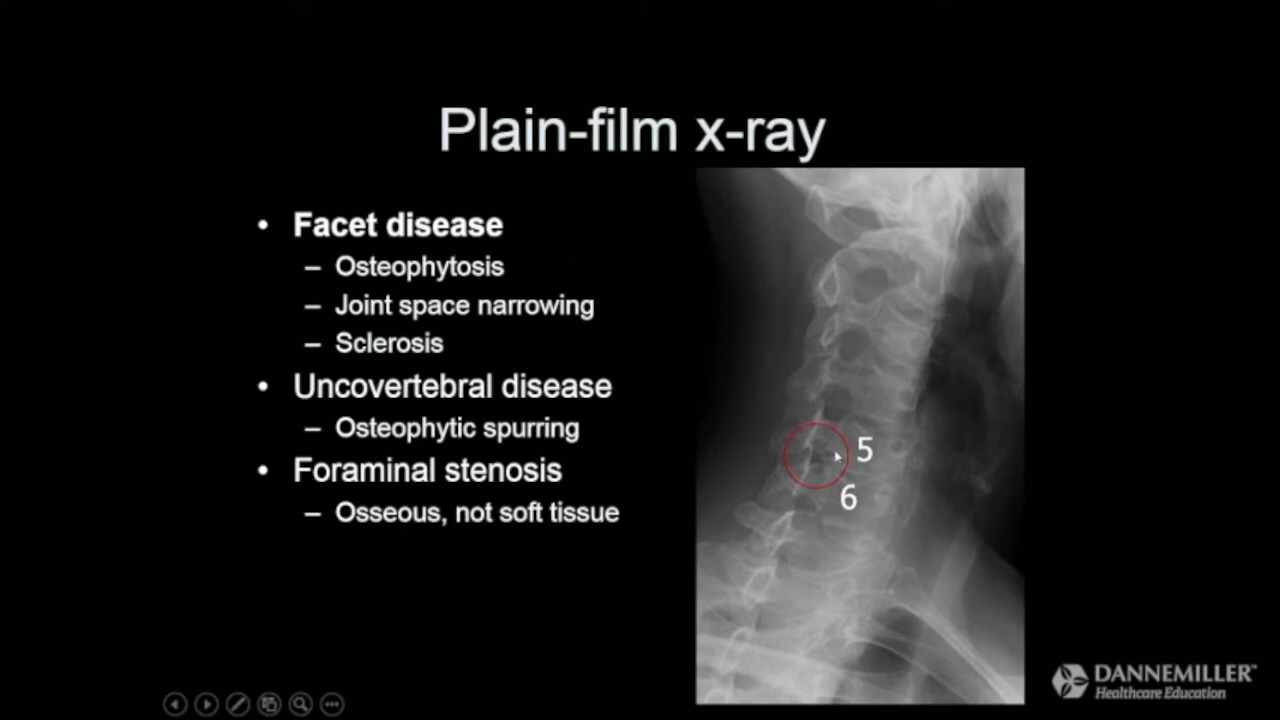 Plain-film x-ray
• Facet disease
– Osteophytosis
– Joint space narrowing
– Sclerosis
• Uncovertebral disease
– Osteophytic spurring
• Foraminal stenosis
– Osseous, not soft tissue
5
6
DANNEMILLER™
Healthcare Education